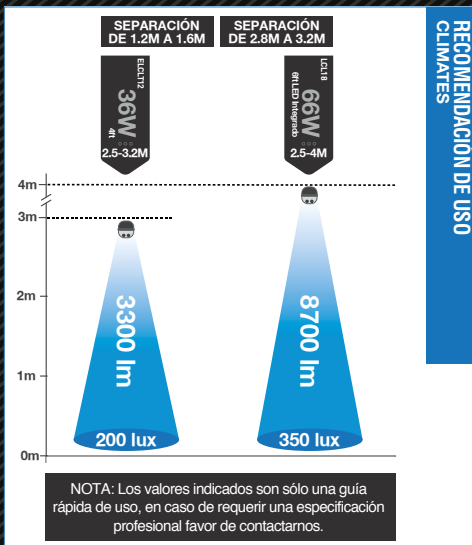 SEPARACIÓN
DE 1.2M A 1.6M
SEPARACIÓN
DE 2.8M A 3.2M
ELCLT12
36W
4ft
2.5-3.2M
LCL18
66W
6ft LED Integrado
2.5-4M
RECOMENDACIÓN DE USO
CLIMATES
4m
3m
2m
1m
0m
3300 lm
200 lux
8700 lm
350 lux
NOTA: Los valores indicados son sólo una guía
rápida de uso, en caso de requerir una especificación
profesional favor de contactarnos.